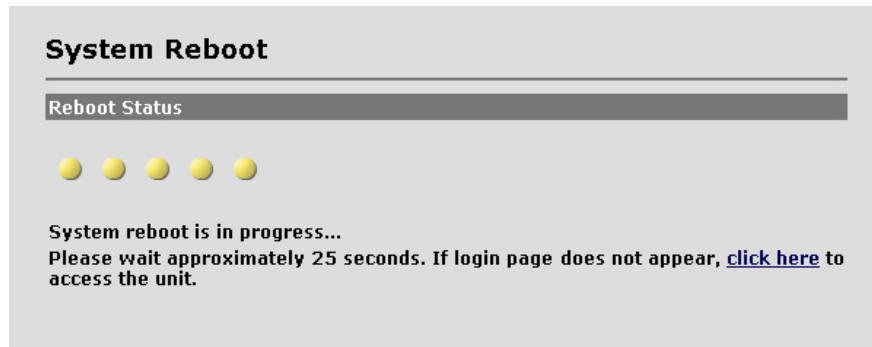 System Reboot
Reboot Status
System reboot is in progress...
Please wait approximately 25 seconds. If login page does not appear, click here to
access the unit.